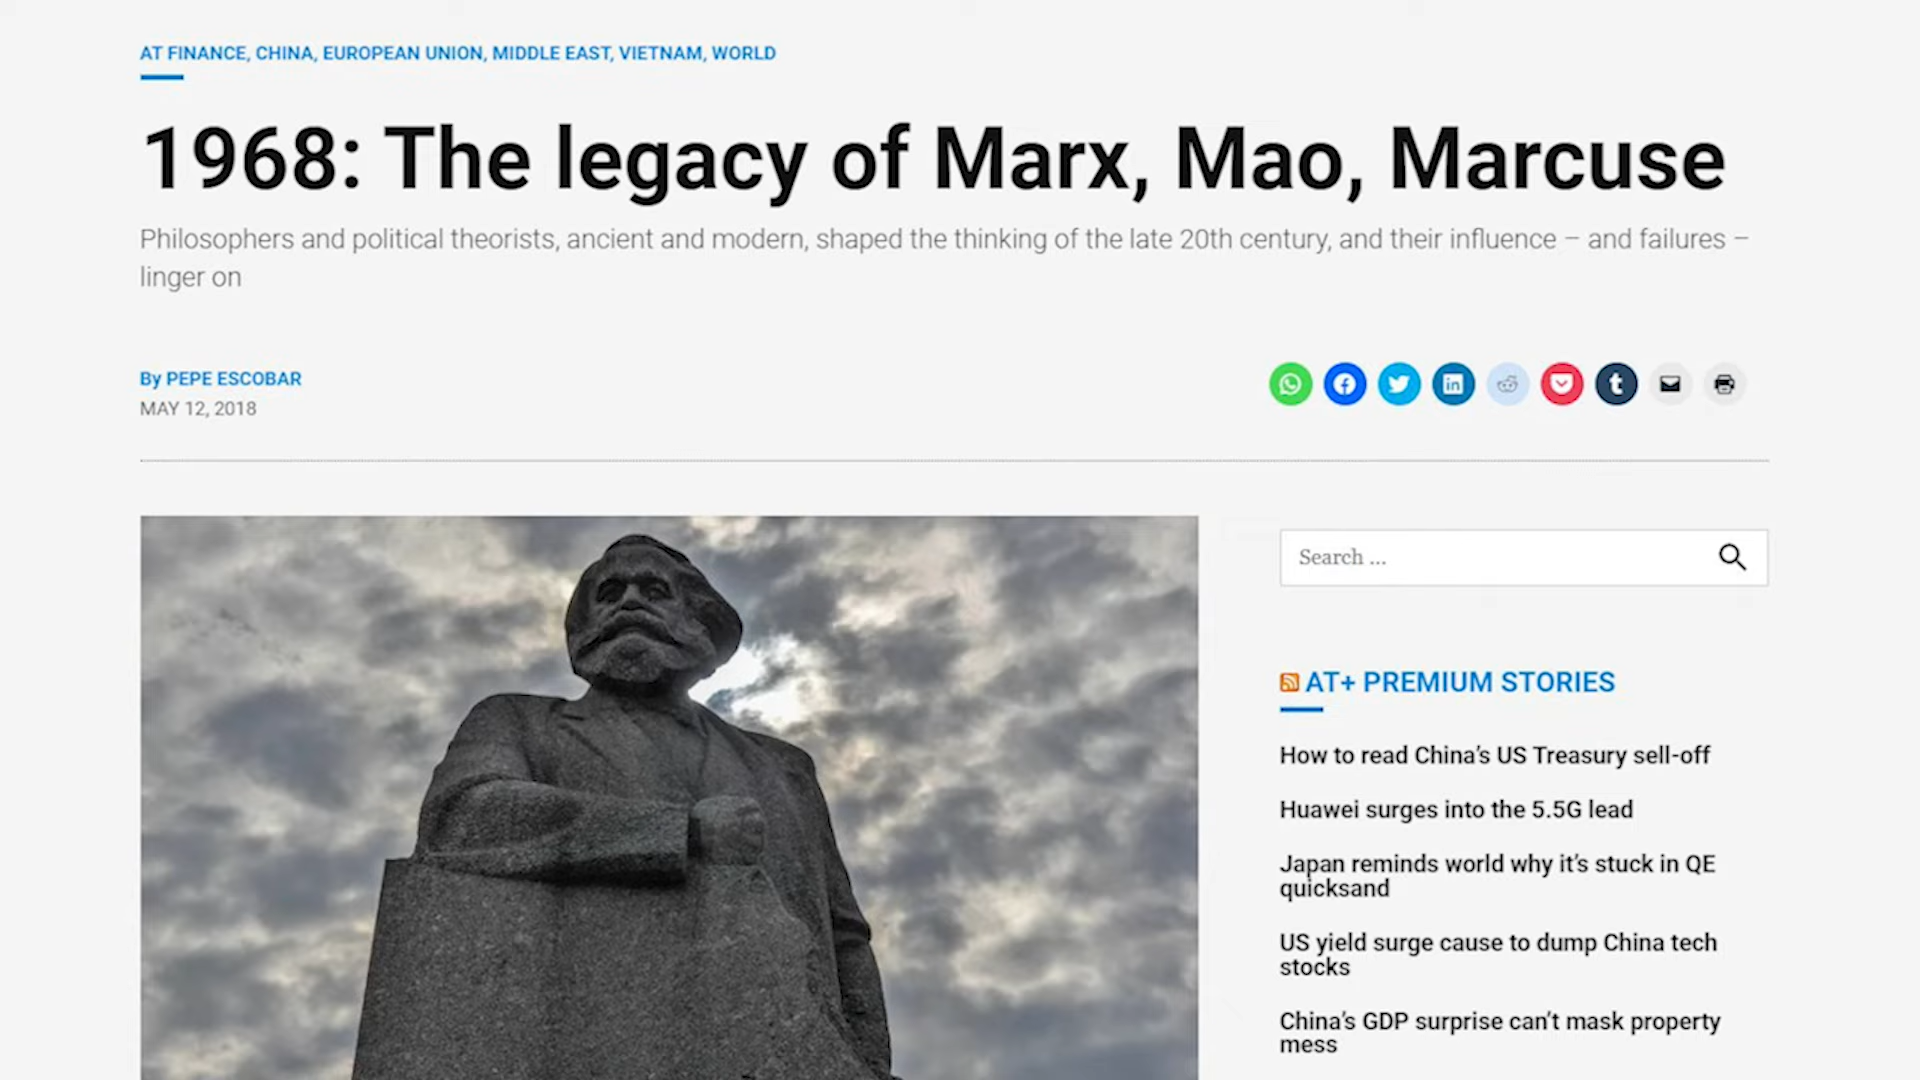 AT FINANCE, CHINA, EUROPEAN UNION, MIDDLE EAST, VIETNAM, WORLD
1968: The legacy of Marx, Mao, Marcuse
Philosophers and political theorists, ancient and modern, shaped the thinking of the late 20th century, and their influence – and failures –
linger on
By PEPE ESCOBAR
MAY 12, 2018
Search ...
AT+ PREMIUM STORIES
How to read China’s US Treasury sell-off
Huawei surges into the 5.5G lead
Japan reminds world why it’s stuck in QE
quicksand
US yield surge cause to dump China tech
stocks
China’s GDP surprise can’t mask property
mess